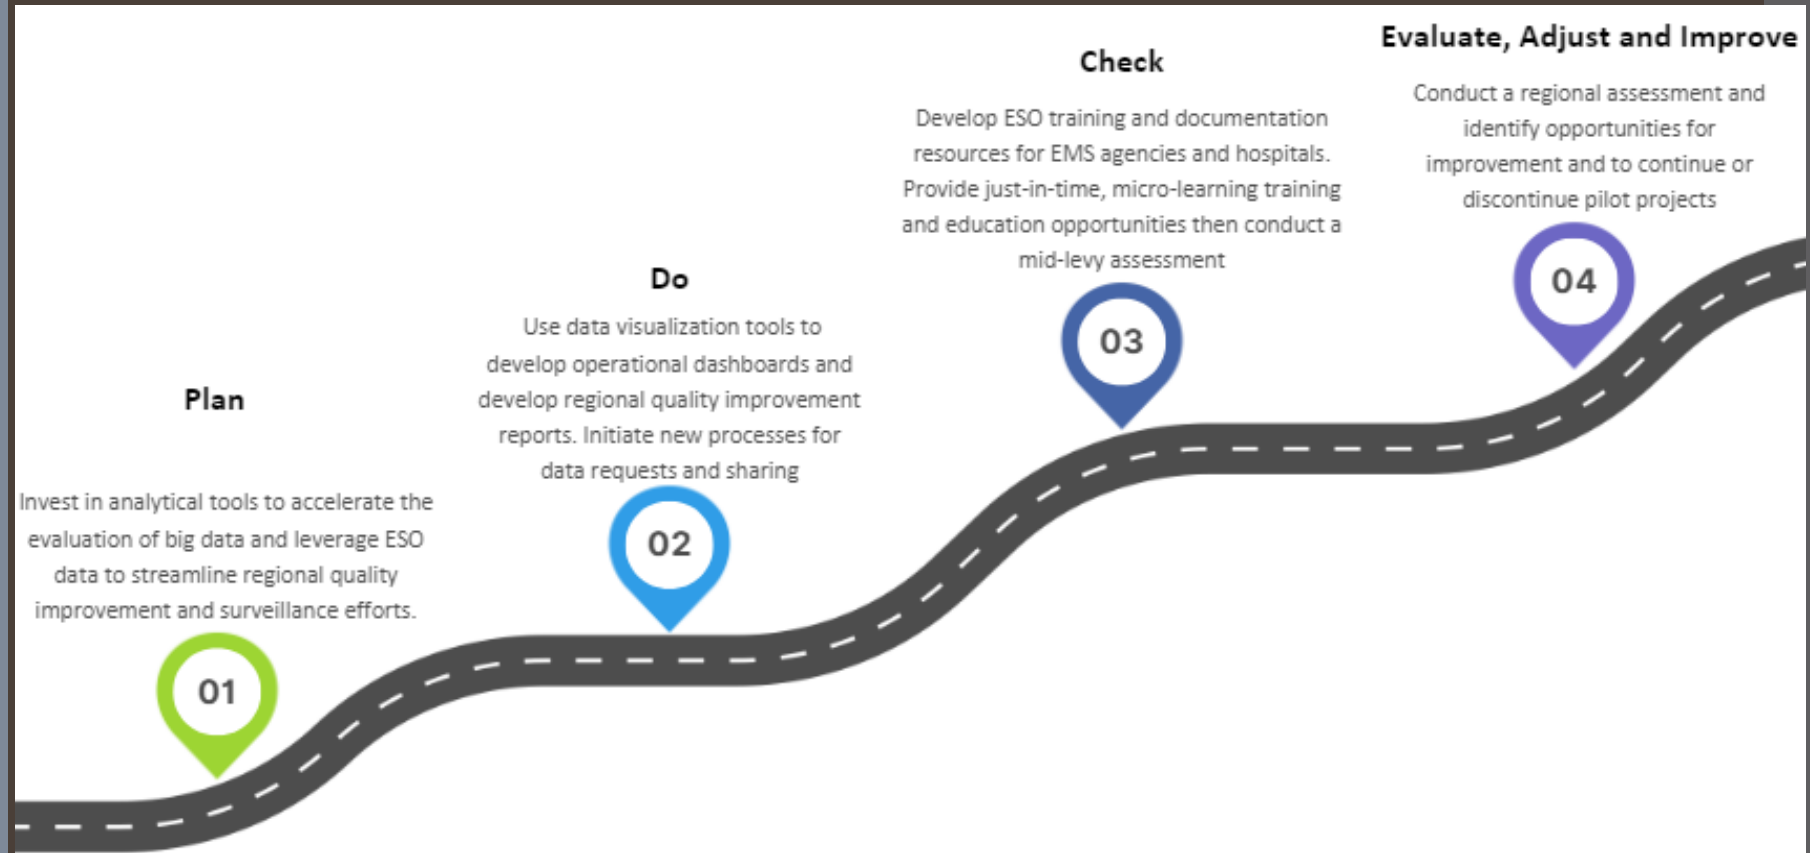 Plan
Invest in analytical tools to accelerate the
evaluation of big data and leverage ESO
data to streamline regional quality
improvement and surveillance efforts.
01
Do
Use data visualization tools to
develop operational dashboards and
develop regional quality improvement
reports. Initiate new processes for
data requests and sharing
02
Check
Develop ESO training and documentation
resources for EMS agencies and hospitals.
Provide just-in-time, micro-learning training
and education opportunities then conduct a
mid-levy assessment
03
Evaluate, Adjust and Improve
Conduct a regional assessment and
identify opportunities for
improvement and to continue or
discontinue pilot projects
04